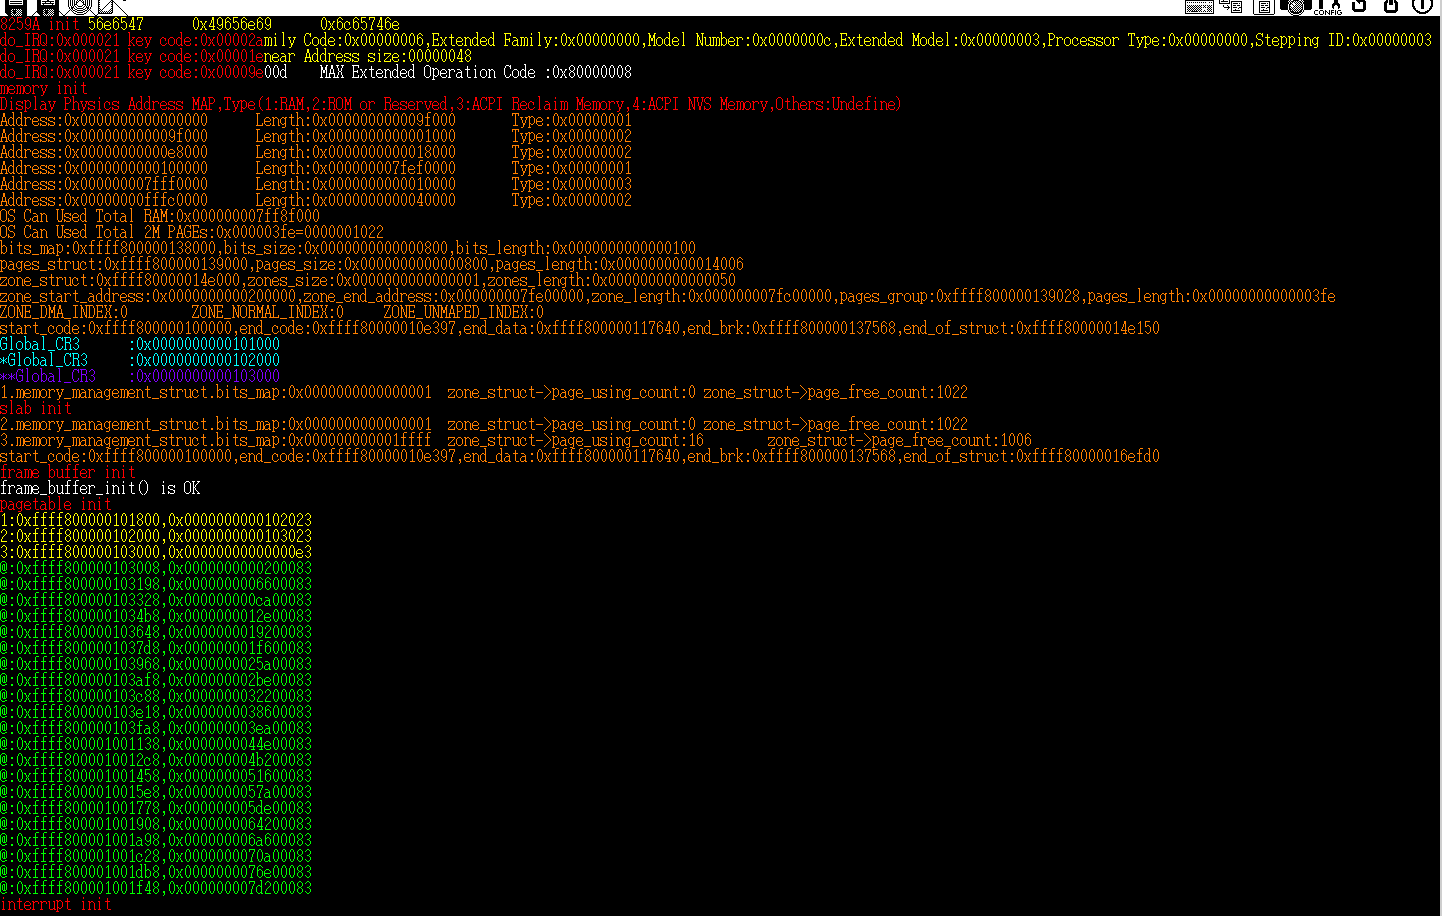 CONFIG
8259A init 56e6547      0x49656e69      0x6c65746e
do_IRQ:0x000021 key code:0x00002amily Code:0x00000006,Extended Family:0x00000000,Model Number:0x0000000c,Extended Model:0x00000003,Processor Type:0x00000000,Stepping ID:0x00000003
do_IRQ:0x000021 key code:0x00001enear Address size:00000048
do_IRQ:0x000021 key code:0x00009e00d    MAX Extended Operation Code :0x80000008
memory init
Display Physics Address MAP,Type(1:RAM,2:ROM or Reserved,3:ACPI Reclaim Memory,4:ACPI NVS Memory,Others:Undefine)
Address:0x0000000000000000      Length:0x000000000009f000       Type:0x00000001
Address:0x000000000009f000      Length:0x0000000000001000       Type:0x00000002
Address:0x00000000000e8000      Length:0x0000000000018000       Type:0x00000002
Address:0x0000000000100000      Length:0x000000007fef0000       Type:0x00000001
Address:0x000000007fff0000      Length:0x0000000000010000       Type:0x00000003
Address:0x00000000fffc0000      Length:0x0000000000040000       Type:0x00000002
OS Can Used Total RAM:0x000000007ff8f000
OS Can Used Total 2M PAGEs:0x000003fe=0000001022
bits_map:0xffff800000138000,bits_size:0x0000000000000800,bits_length:0x0000000000000100
pages_struct:0xffff800000139000,pages_size:0x0000000000000800,pages_length:0x0000000000014006
zone_struct:0xffff80000014e000,zones_size:0x0000000000000001,zones_length:0x0000000000000050
zone_start_address:0x0000000000200000,zone_end_address:0x000000007fe00000,zone_length:0x000000007fc00000,pages_group:0xffff800000139028,pages_length:0x00000000000003fe
ZONE_DMA_INDEX:0        ZONE_NORMAL_INDEX:0     ZONE_UNMAPED_INDEX:0
start_code:0xffff800000100000,end_code:0xffff80000010e397,end_data:0xffff800000117640,end_brk:0xffff800000137568,end_of_struct:0xffff80000014e150
Global_CR3     :0x0000000000101000
*Global_CR3     :0x0000000000102000
**Global_CR3    :0x0000000000103000
1.memory_management_struct.bits_map:0x0000000000000001  zone_struct->page_using_count:0 zone_struct->page_free_count:1022
slab init
2.memory_management_struct.bits_map:0x0000000000000001  zone_struct->page_using_count:0 zone_struct->page_free_count:1022
3.memory_management_struct.bits_map:0x000000000001ffff  zone_struct->page_using_count:16        zone_struct->page_free_count:1006
start_code:0xffff800000100000,end_code:0xffff80000010e397,end_data:0xffff800000117640,end_brk:0xffff800000137568,end_of_struct:0xffff80000016efd0
frame buffer init
frame_buffer_init() is OK
pagetable init
1:0xffff800000101800,0x0000000000102023
2:0xffff800000102000,0x0000000000103023
3:0xffff800000103000,0x00000000000000e3
@:0xffff800000103008,0x0000000000200083
@:0xffff800000103198,0x0000000006600083
@:0xffff800000103328,0x000000000ca00083
@:0xffff8000001034b8,0x0000000012e00083
@:0xffff800000103648,0x0000000019200083
@:0xffff8000001037d8,0x000000001f600083
@:0xffff800000103968,0x0000000025a00083
@:0xffff800000103af8,0x000000002be00083
@:0xffff800000103c88,0x0000000032200083
@:0xffff800000103e18,0x0000000038600083
@:0xffff800000103fa8,0x000000003ea00083
@:0xffff800001001138,0x0000000044e00083
@:0xffff8000010012c8,0x000000004b200083
@:0xffff800001001458,0x0000000051600083
@:0xffff8000010015e8,0x0000000057a00083
@:0xffff800001001778,0x000000005de00083
@:0xffff800001001908,0x0000000064200083
@:0xffff800001001a98,0x000000006a600083
@:0xffff800001001c28,0x0000000070a00083
@:0xffff800001001db8,0x0000000076e00083
@:0xffff800001001f48,0x000000007d200083
interrupt init